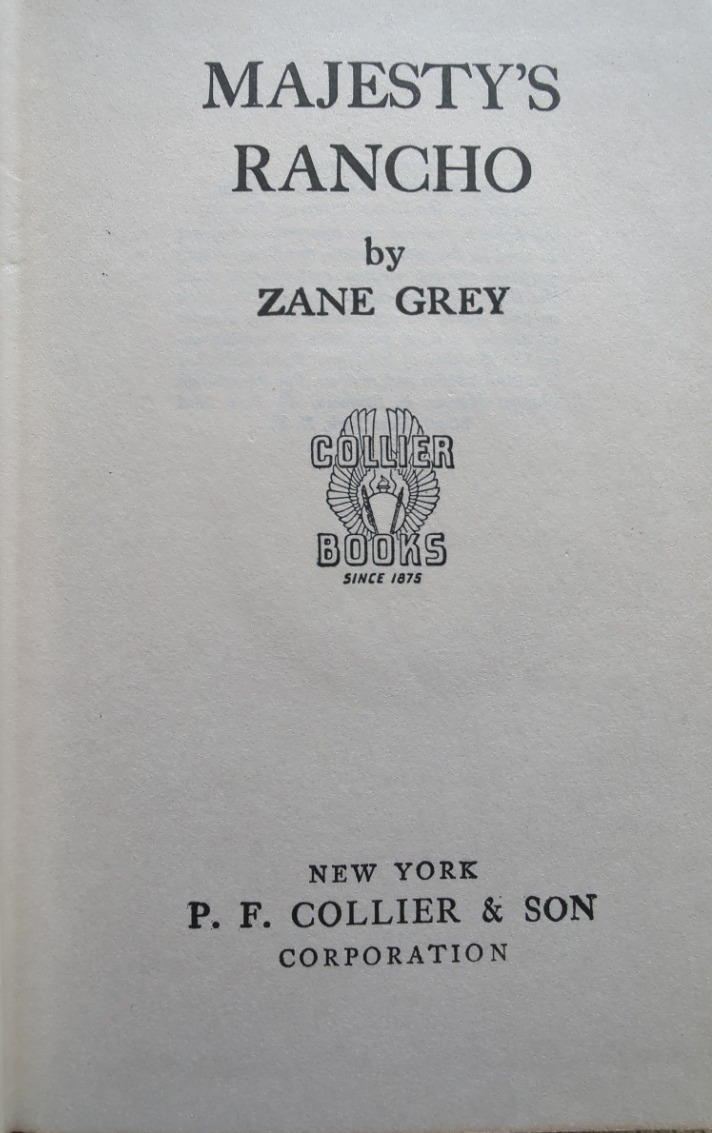 MAJESTY'S
RANCHO
by
ZANE GREY
COLLIER
BOOKS
SINCE 1875
NEW YORK
P. F. COLLIER & SON
CORPORATION